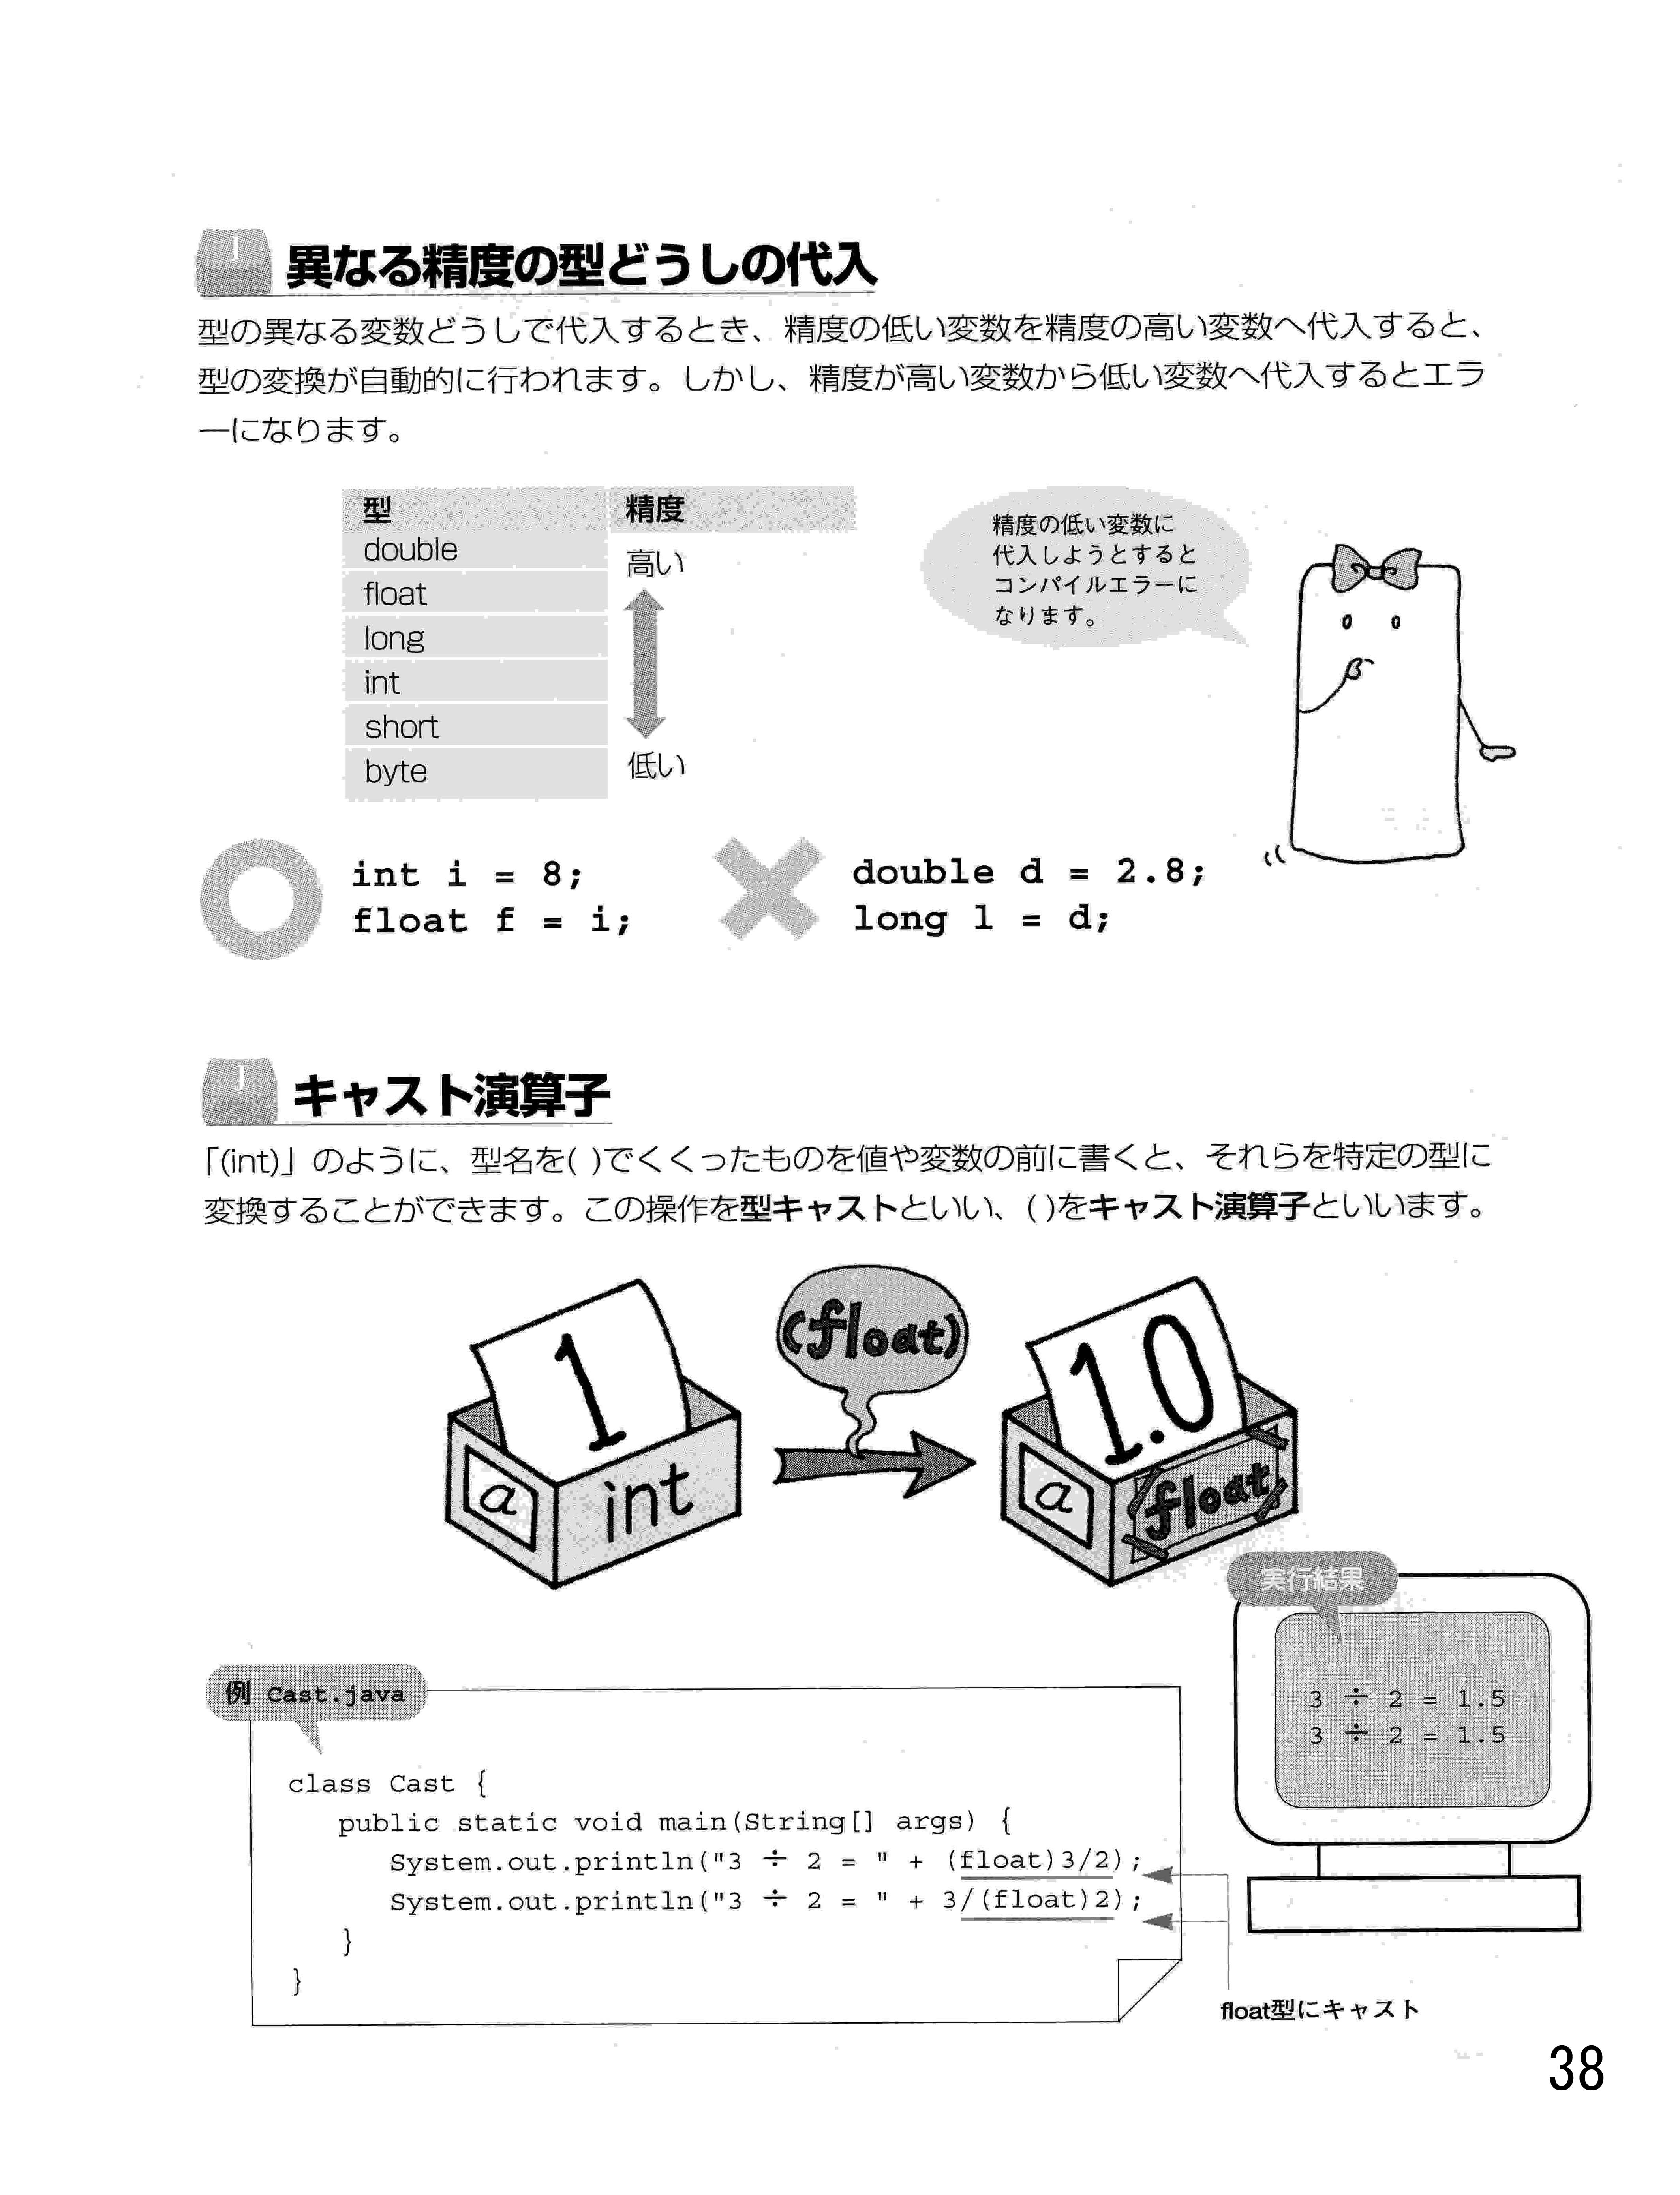 J
異なる精度の型どうしの代入
型の異なる変数どうしで代入するとき、精度の低い変数を精度の高い変数へ代入すると、
型の変換が自動的に行われます。しかし、精度が高い変数から低い変数へ代入するとエラ
ーになります。
型 精度
double
高い
float
long
int
short
byte
低い
精度の低い変数に
代入しようとすると
コンパイルエラーに
なります。
int i = 8;
float f = i;
double d = 2.8;
long l = d;
J
キャスト演算子
「(int)」のように、型名を( )でくくったものを値や変数の前に書くと、それらを特定の型に
変換することができます。この操作を型キャストといい、( )をキャスト演算子といいます。
1
a
int
(float)
1.0
a
float
実行結果
3 ÷ 2 = 1.5
3 ÷ 2 = 1.5
例 Cast.java
class Cast {
public static void main(String[] args) {
System.out.println("3 ÷ 2 = " + (float)3/2);
System.out.println("3 ÷ 2 = " + 3/(float)2);
}
}
float型にキャスト
38